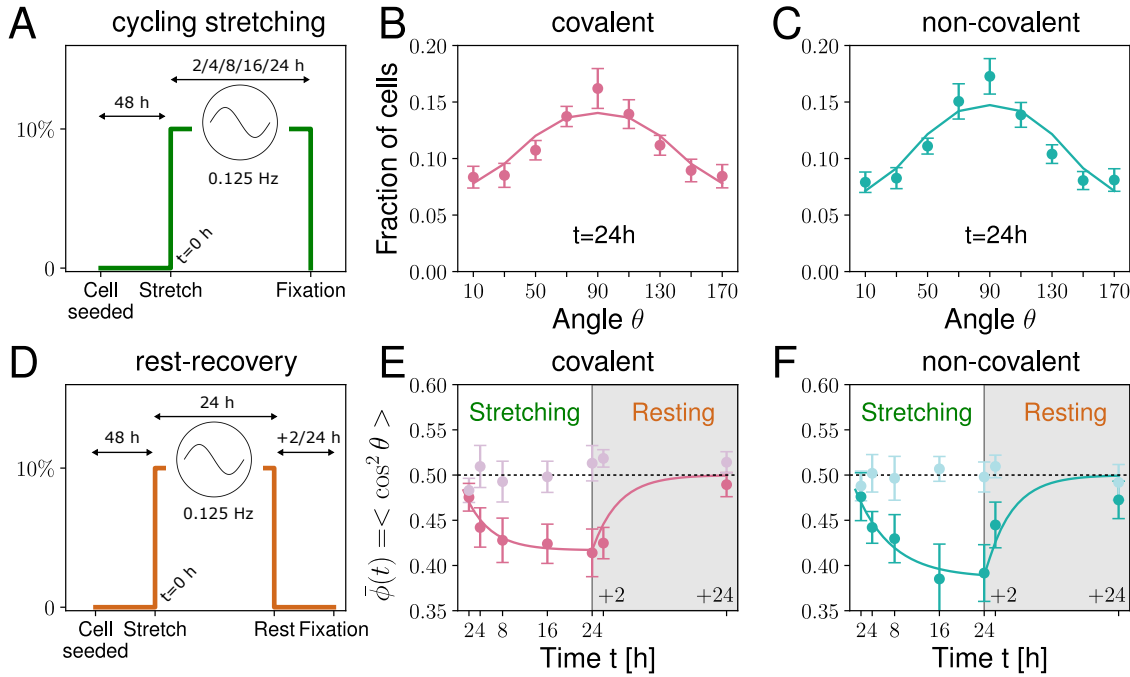 A
cycling stretching
2/4/8/16/24 h
48 h
10%
0.125 Hz
t=0 h
0
Cell
seeded
Stretch
Fixation
B
covalent
Fraction of cells
0.20
0.15
0.10
0.05
0.00
t=24h
10 50 90 130 170
Angle θ
C
non-covalent
0.20
0.15
0.10
0.05
0.00
t=24h
10 50 90 130 170
Angle θ
D
rest-recovery
24 h
48 h
+2/24 h
10%
0.125 Hz
t=0 h
0
Cell
seeded
Stretch
Rest
Fixation
E
covalent
ϕ̄(t) =< cos² θ >
0.60
0.55
0.50
0.45
0.40
0.35
Stretching
Resting
+2
+24
2 4 8 16 24
Time t [h]
F
non-covalent
0.60
0.55
0.50
0.45
0.40
0.35
Stretching
Resting
+2
+24
2 4 8 16 24
Time t [h]